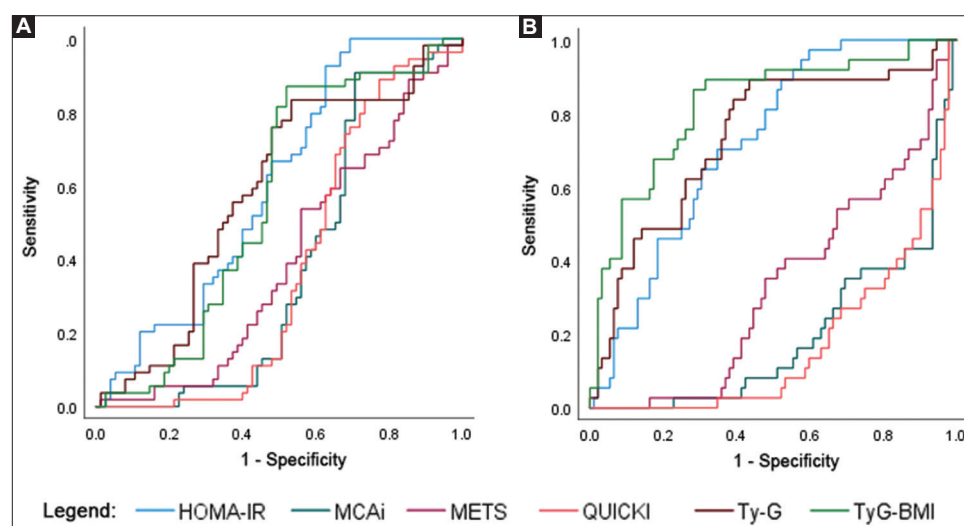 A
B
.0
0.8
0.6
0.4
0.2
0.0
Sensitivity
0.0 0.2 0.4 0.6 0.8 1.0
1 - Specificity
1.0
0.8
0.6
0.4
0.2
0.0
Sensitivity
0.0 0.2 0.4 0.6 0.8 1.0
1 - Specificity
Legend: HOMA-IR MCAi METS QUICKI Ty-G TyG-BMI